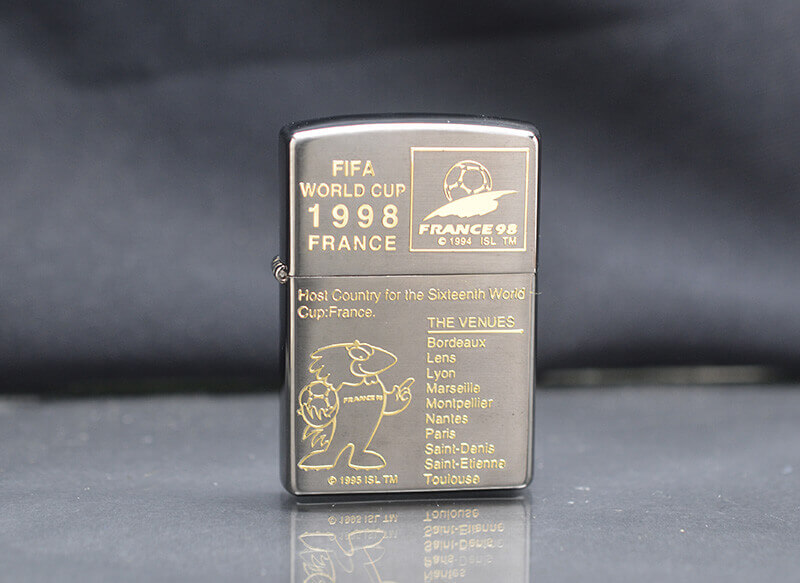 FIFA
WORLD CUP
1998
FRANCE
FRANCE 98
© 1994 ISL TM
Host Country for the Sixteenth World
Cup:France.
THE VENUES
Bordeaux
Lens
Lyon
Marseille
Montpellier
Nantes
Paris
Saint-Denis
Saint-Etienne
Toulouse
FRANCE 98
© 1995 ISL TM